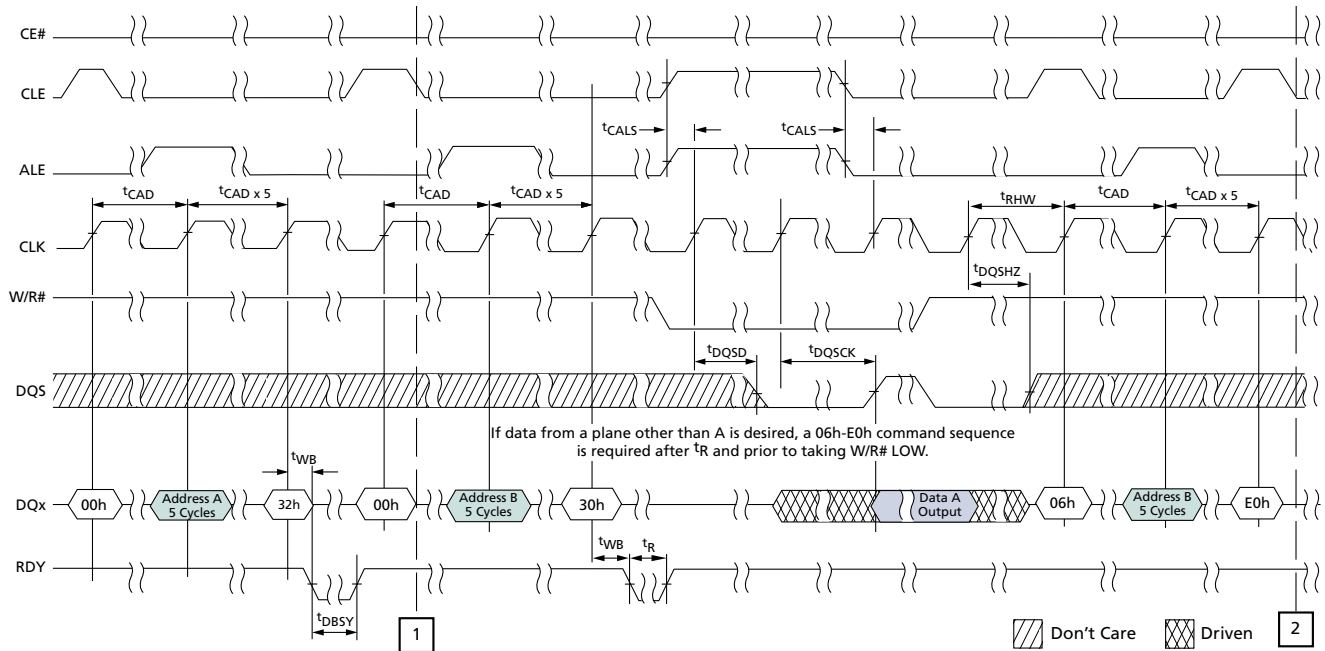 CE#
CLE
tCALS
tCALS
ALE
tCAD
tCAD x 5
tCAD
tCAD x 5
tRHW
tCAD
tCAD x 5
CLK
tDQSHZ
W/R#
tDQSD
tDQSCK
DQS
If data from a plane other than A is desired, a 06h-E0h command sequence
is required after tR and prior to taking W/R# LOW.
tWB
DQx
00h
Address A
5 Cycles
32h
00h
Address B
5 Cycles
30h
Data A
Output
06h
Address B
5 Cycles
E0h
tWB
tR
RDY
tDBSY
1
Don't Care
Driven
2